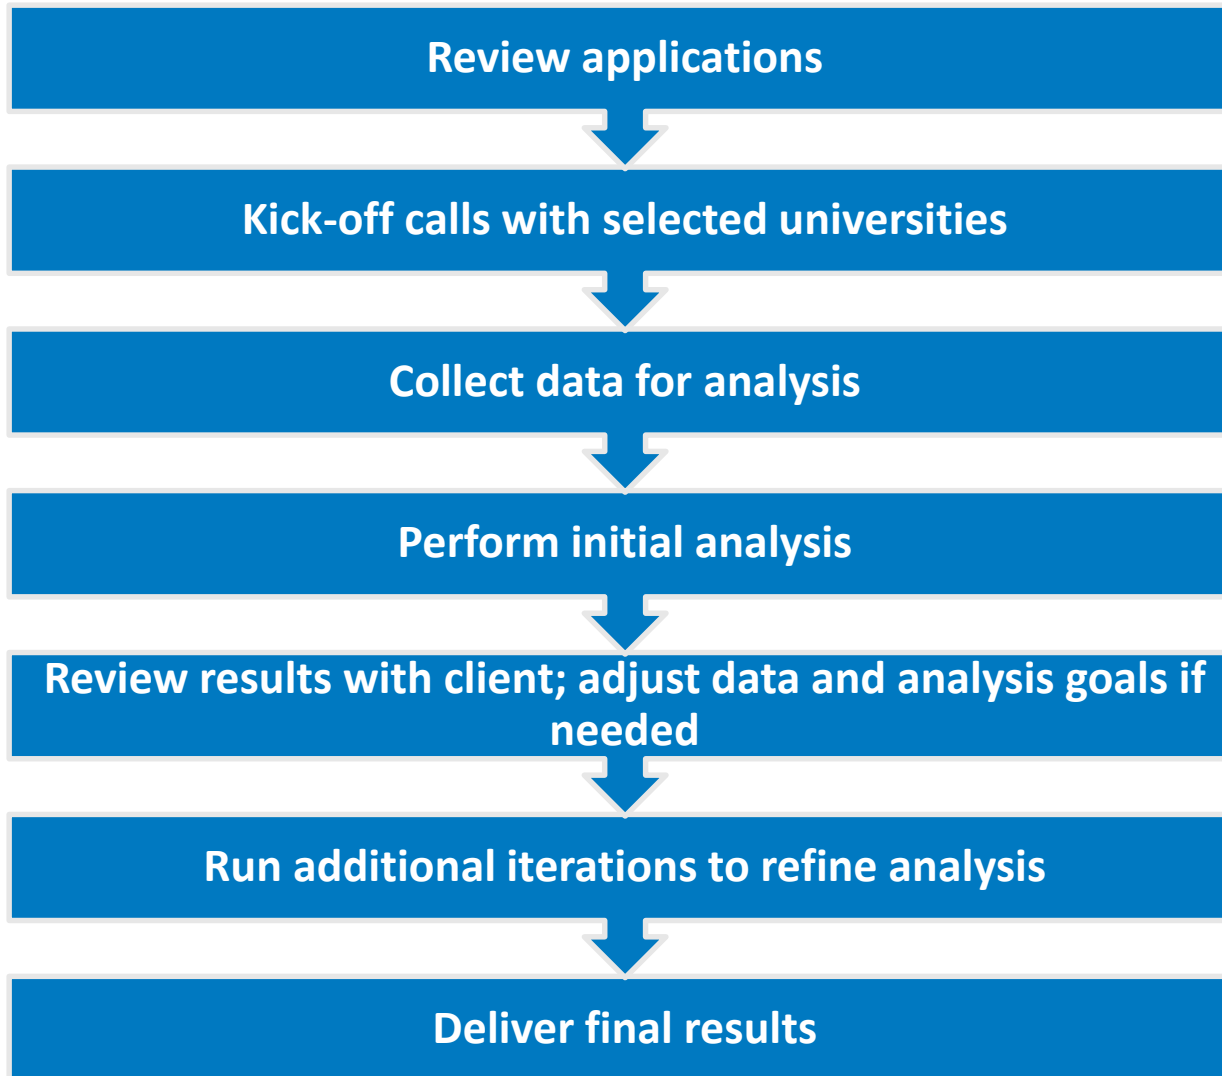 Review applications
Kick-off calls with selected universities
Collect data for analysis
Perform initial analysis
Review results with client; adjust data and analysis goals if
needed
Run additional iterations to refine analysis
Deliver final results